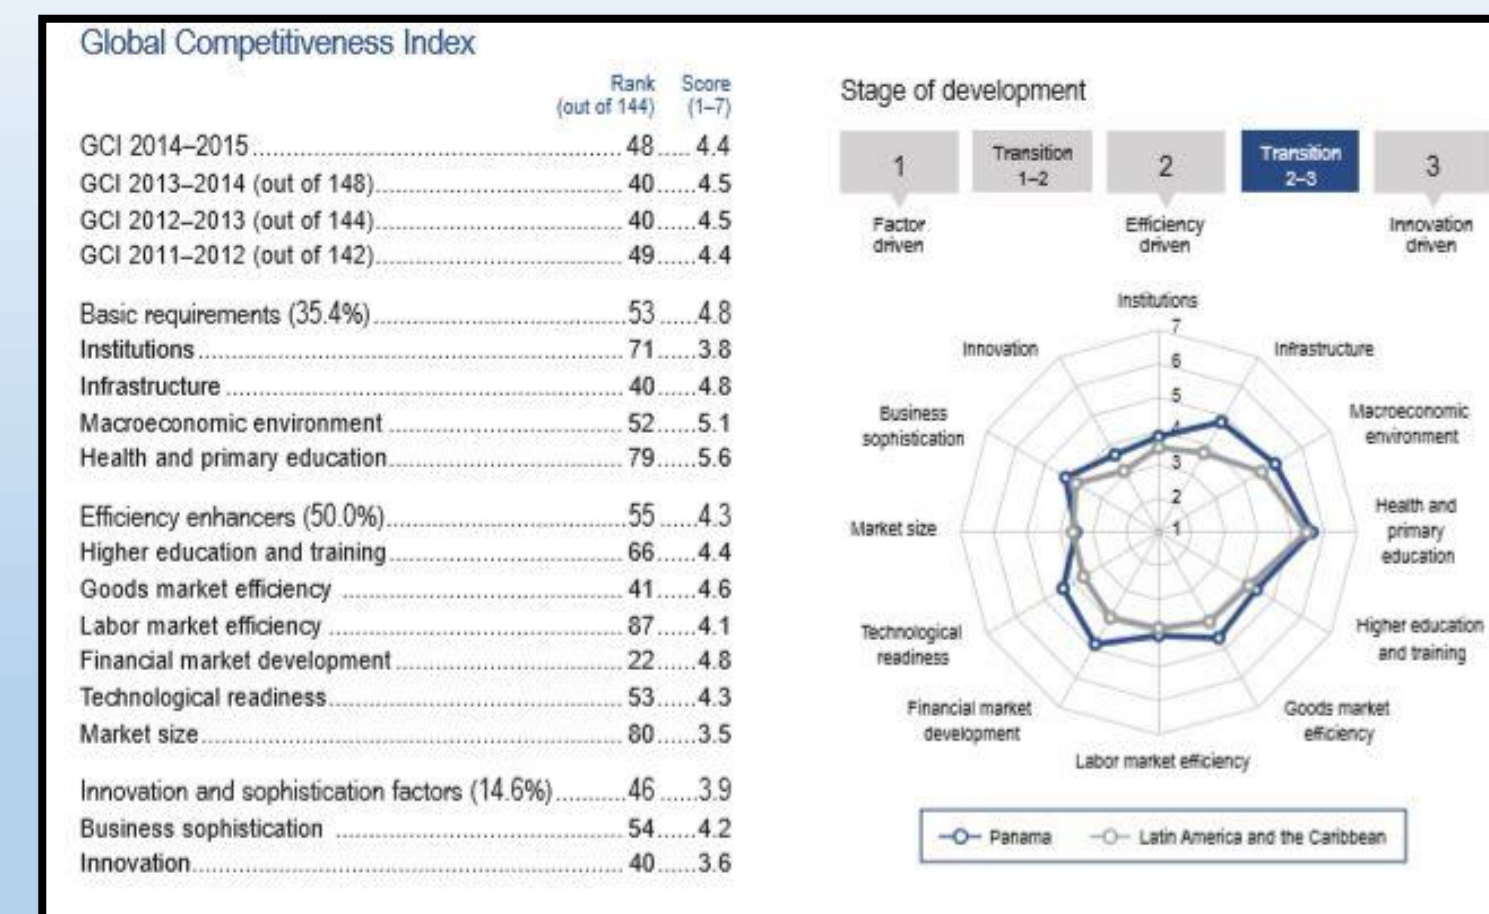 Global Competitiveness Index
Rank Score
(out of 144) (1–7)
GCI 2014–2015 48 4.4
GCI 2013–2014 (out of 148) 40 4.5
GCI 2012–2013 (out of 144) 40 4.5
GCI 2011–2012 (out of 142) 49 4.4
Basic requirements (35.4%) 53 4.8
Institutions 71 3.8
Infrastructure 40 4.8
Macroeconomic environment 52 5.1
Health and primary education 79 5.6
Efficiency enhancers (50.0%) 55 4.3
Higher education and training 66 4.4
Goods market efficiency 41 4.6
Labor market efficiency 87 4.1
Financial market development 22 4.8
Technological readiness 53 4.3
Market size 80 3.5
Innovation and sophistication factors (14.6%) 46 3.9
Business sophistication 54 4.2
Innovation 40 3.6
Stage of development
1
Transition
1–2
2
Transition
2–3
3
Factor
driven
Efficiency
driven
Innovation
driven
Institutions
Infrastructure
Macroeconomic
environment
Health and
primary
education
Higher education
and training
Goods market
efficiency
Labor market efficiency
Financial market
development
Technological
readiness
Market size
Business
sophistication
Innovation
7
6
5
4
3
2
1
Panama
Latin America and the Caribbean